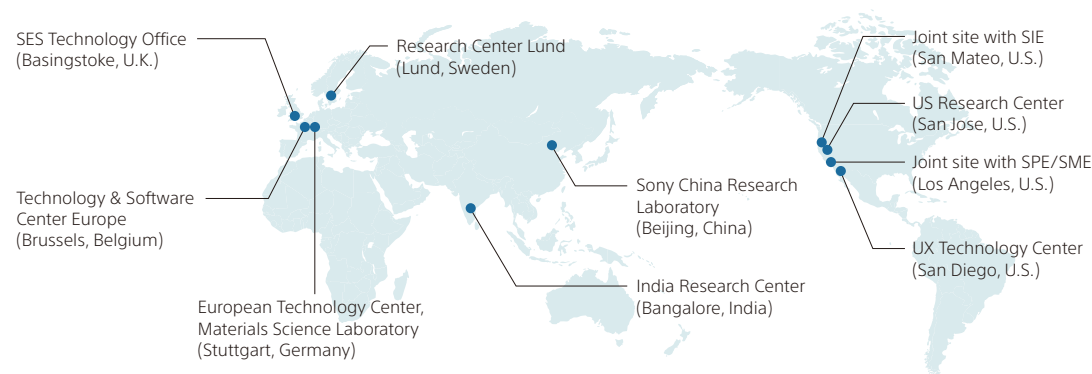 SES Technology Office
(Basingstoke, U.K.)
Research Center Lund
(Lund, Sweden)
Joint site with SIE
(San Mateo, U.S.)
US Research Center
(San Jose, U.S.)
Joint site with SPE/SME
(Los Angeles, U.S.)
Technology & Software
Center Europe
(Brussels, Belgium)
Sony China Research
Laboratory
(Beijing, China)
UX Technology Center
(San Diego, U.S.)
India Research Center
(Bangalore, India)
European Technology Center,
Materials Science Laboratory
(Stuttgart, Germany)